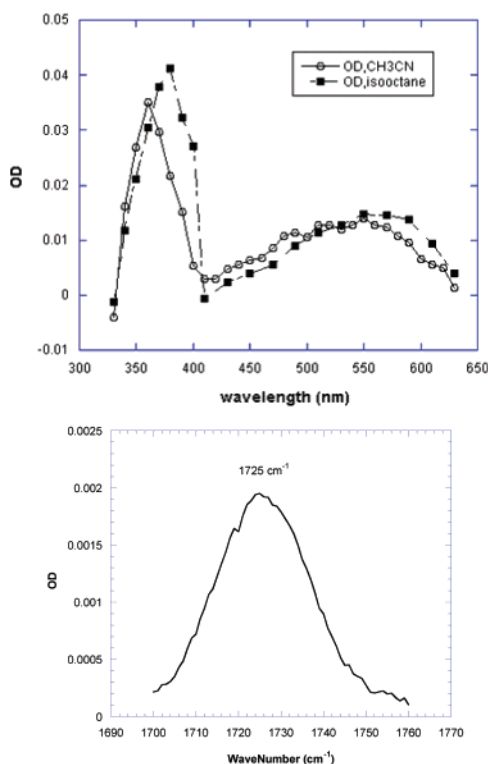 0.05
0.04
0.03
0.02
0.01
0
-0.01
OD
OD,CH3CN
OD,isooctane
300 350 400 450 500 550 600 650
wavelength (nm)
0.0025
0.002
0.0015
0.001
0.0005
0
OD
1725 cm⁻¹
1690 1700 1710 1720 1730 1740 1750 1760 1770
WaveNumber (cm⁻¹)